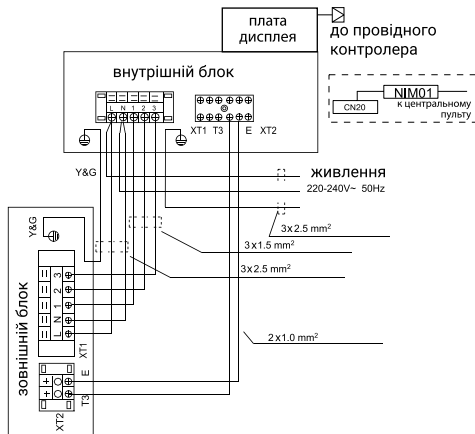 плата
дисплея
до провідного
контролера
внутрішній блок
NIM01
CN20
к центральному
пульту
L N 1 2 3
XT1 T3 E XT2
Y&G
живлення
220-240V~ 50Hz
3x2.5 mm²
3x1.5 mm²
3x2.5 mm²
2x1.0 mm²
зовнішній блок
Y&G
3
2
1
N
L
XT1
E
T3
XT2